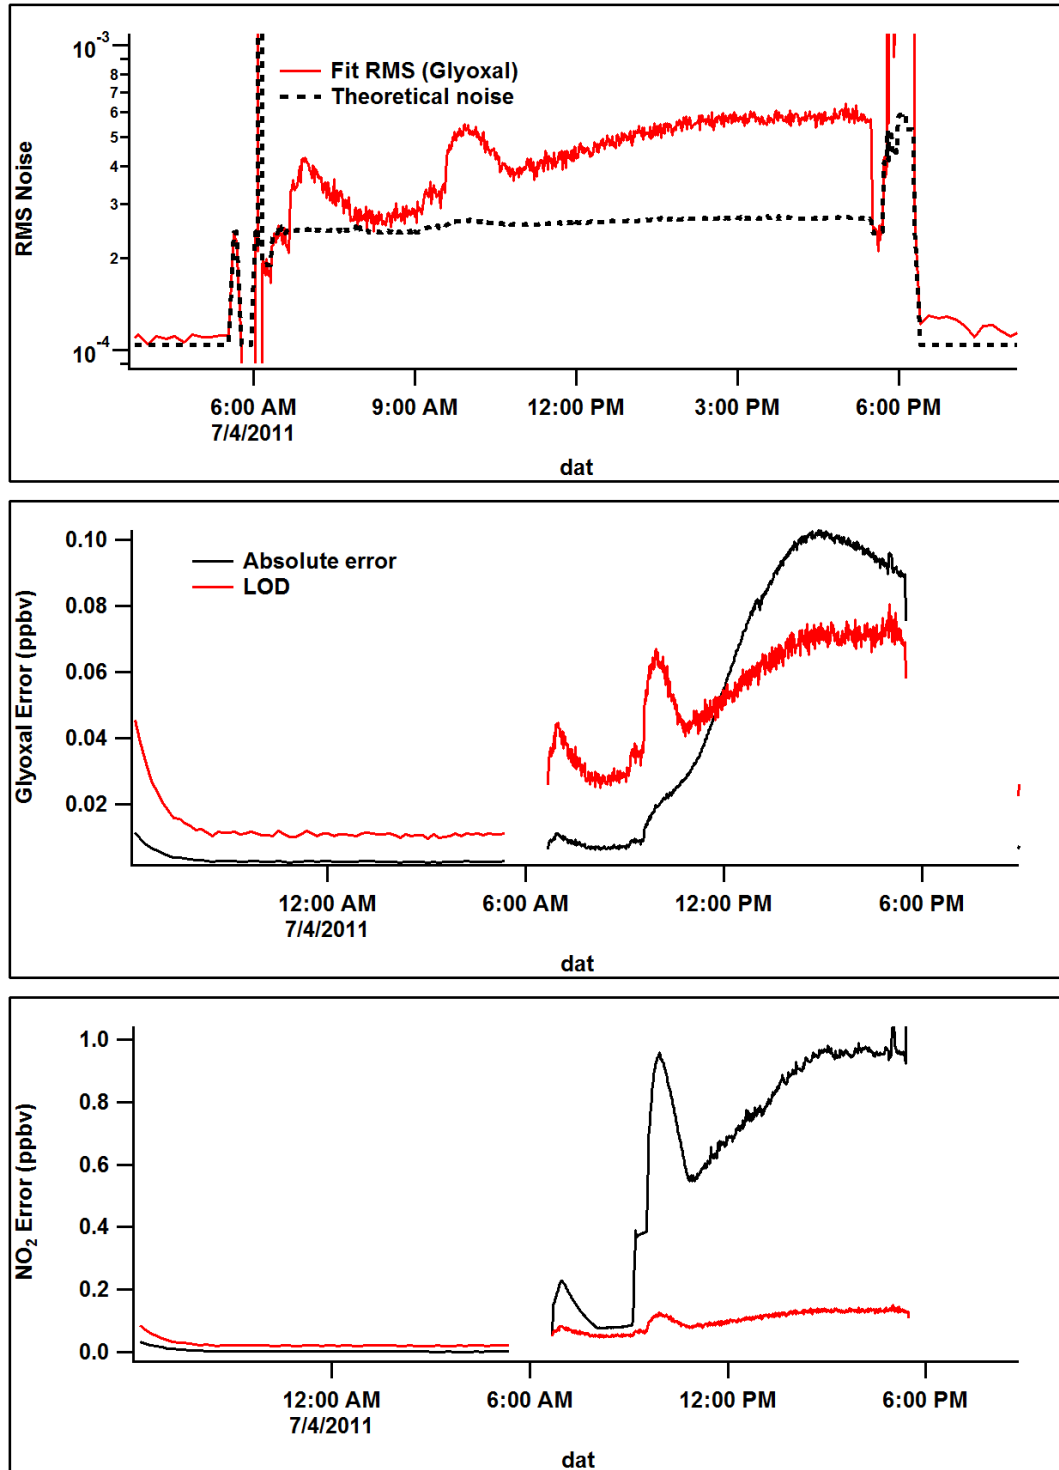 10⁻³
8
7
6
5
4
3
2
10⁻⁴
RMS Noise
Fit RMS (Glyoxal)
Theoretical noise
6:00 AM 9:00 AM 12:00 PM 3:00 PM 6:00 PM
7/4/2011
dat
0.10
0.08
0.06
0.04
0.02
Glyoxal Error (ppbv)
Absolute error
LOD
12:00 AM 6:00 AM 12:00 PM 6:00 PM
7/4/2011
dat
1.0
0.8
0.6
0.4
0.2
0.0
NO₂ Error (ppbv)
12:00 AM 6:00 AM 12:00 PM 6:00 PM
7/4/2011
dat